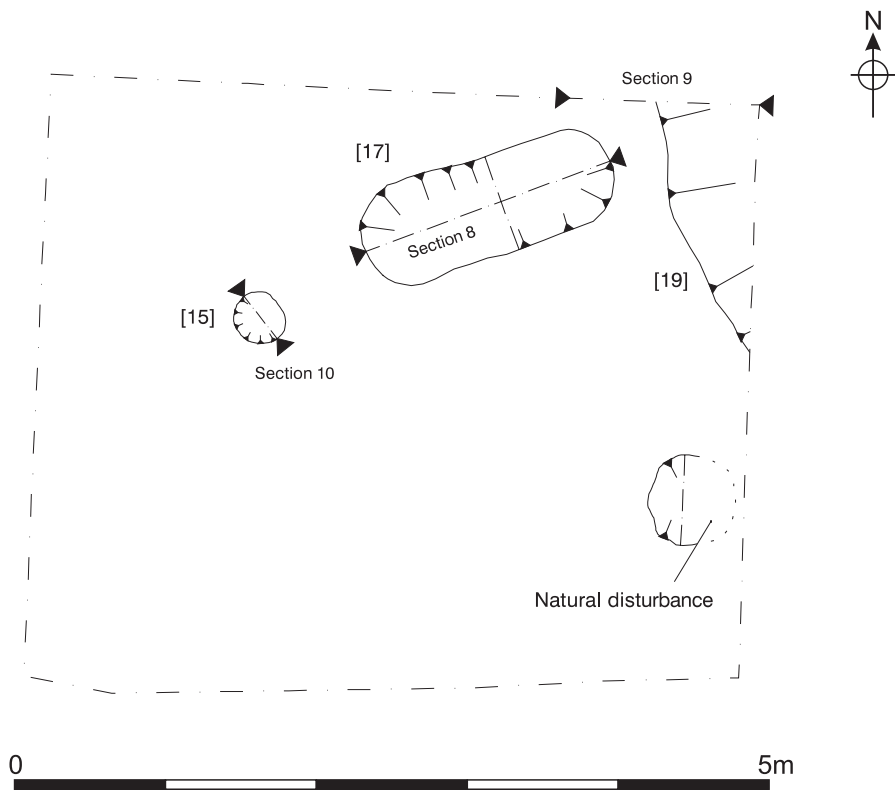 N
Section 9
[17]
Section 8
[19]
[15]
Section 10
Natural disturbance
0 5m